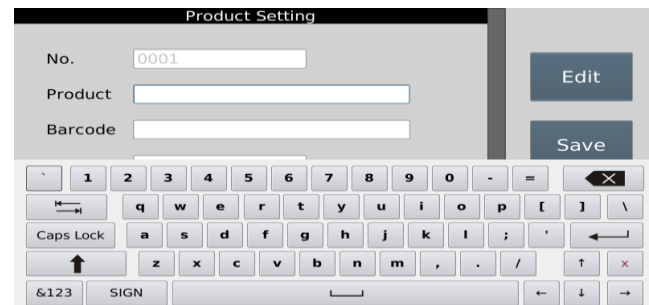 Product Setting
No. 0001
Edit
Product
Barcode
Save
` 1 2 3 4 5 6 7 8 9 0 - =
q w e r t y u i o p [ ] \
Caps Lock a s d f g h j k l ; '
z x c v b n m , . / ↑ ×
&123 SIGN ← ↓ →